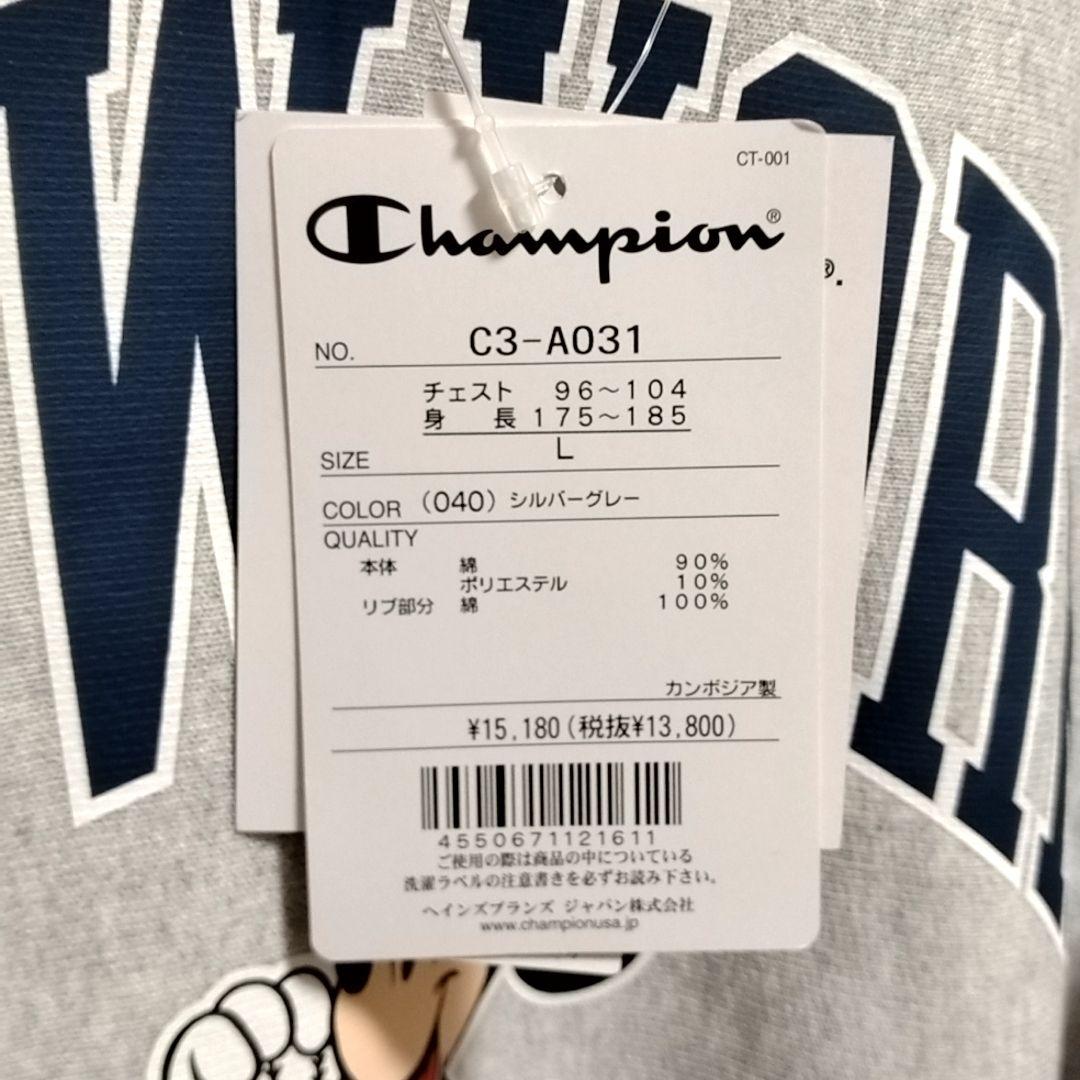 W YOR
CT-001
Champion®
®.
NO. C3-A031
チェスト 96～104
身 長 175～185
SIZE L
COLOR (040) シルバーグレー
QUALITY
本体 綿 90%
ポリエステル 10%
リブ部分 綿 100%
カンボジア製
¥15,180(税抜¥13,800)
4550671121611
ご使用の際は商品の中についている
洗濯ラベルの注意書きを必ずお読み下さい。
ヘインズブランズ ジャパン株式会社
www.championusa.jp